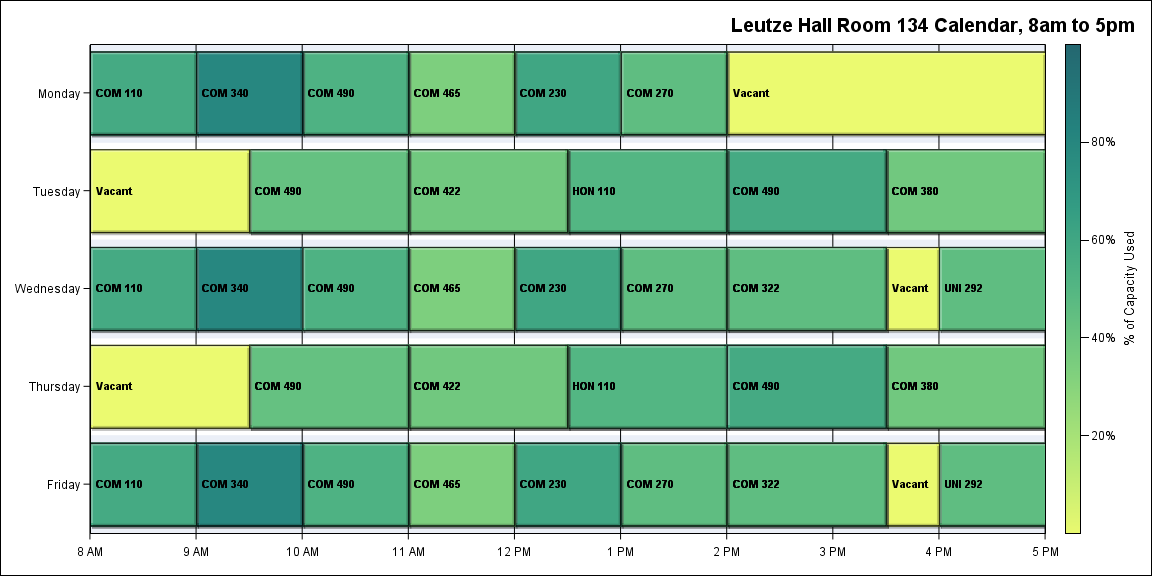 Leutze Hall Room 134 Calendar, 8am to 5pm
Monday
COM 110
COM 340
COM 490
COM 465
COM 230
COM 270
Vacant
Tuesday
Vacant
COM 490
COM 422
HON 110
COM 490
COM 380
Wednesday
COM 110
COM 340
COM 490
COM 465
COM 230
COM 270
COM 322
Vacant
UNI 292
Thursday
Vacant
COM 490
COM 422
HON 110
COM 490
COM 380
Friday
COM 110
COM 340
COM 490
COM 465
COM 230
COM 270
COM 322
Vacant
UNI 292
8 AM
9 AM
10 AM
11 AM
12 PM
1 PM
2 PM
3 PM
4 PM
5 PM
80%
60%
40%
20%
% of Capacity Used